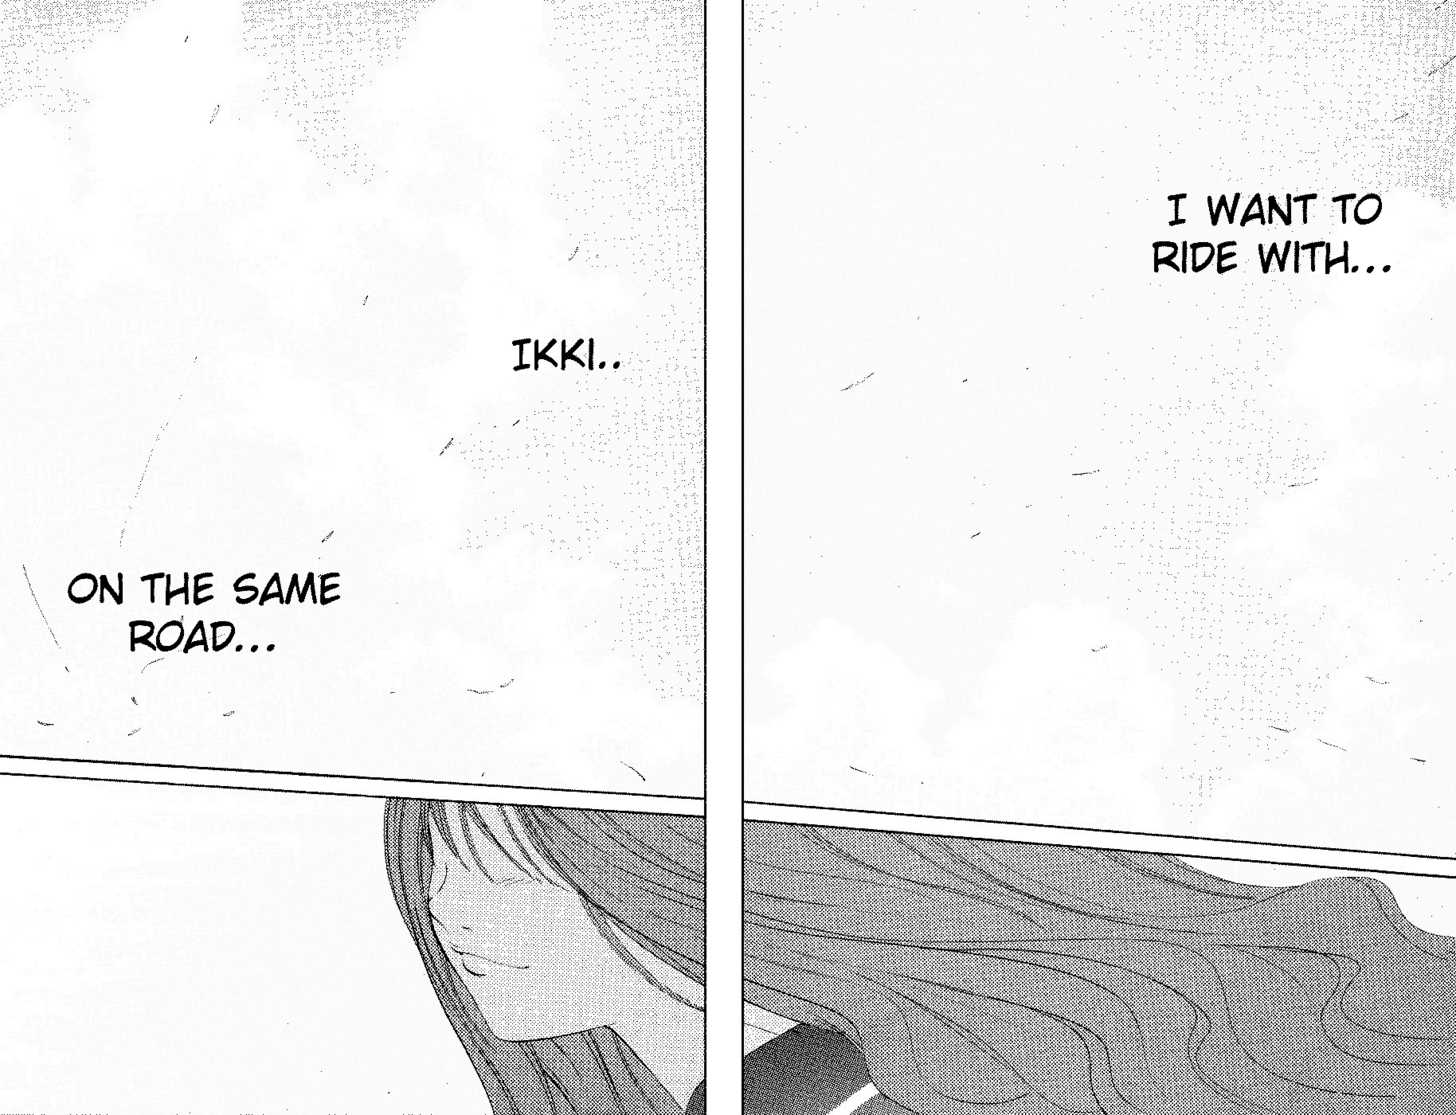 I WANT TO
RIDE WITH...
IKKI..
ON THE SAME
ROAD...